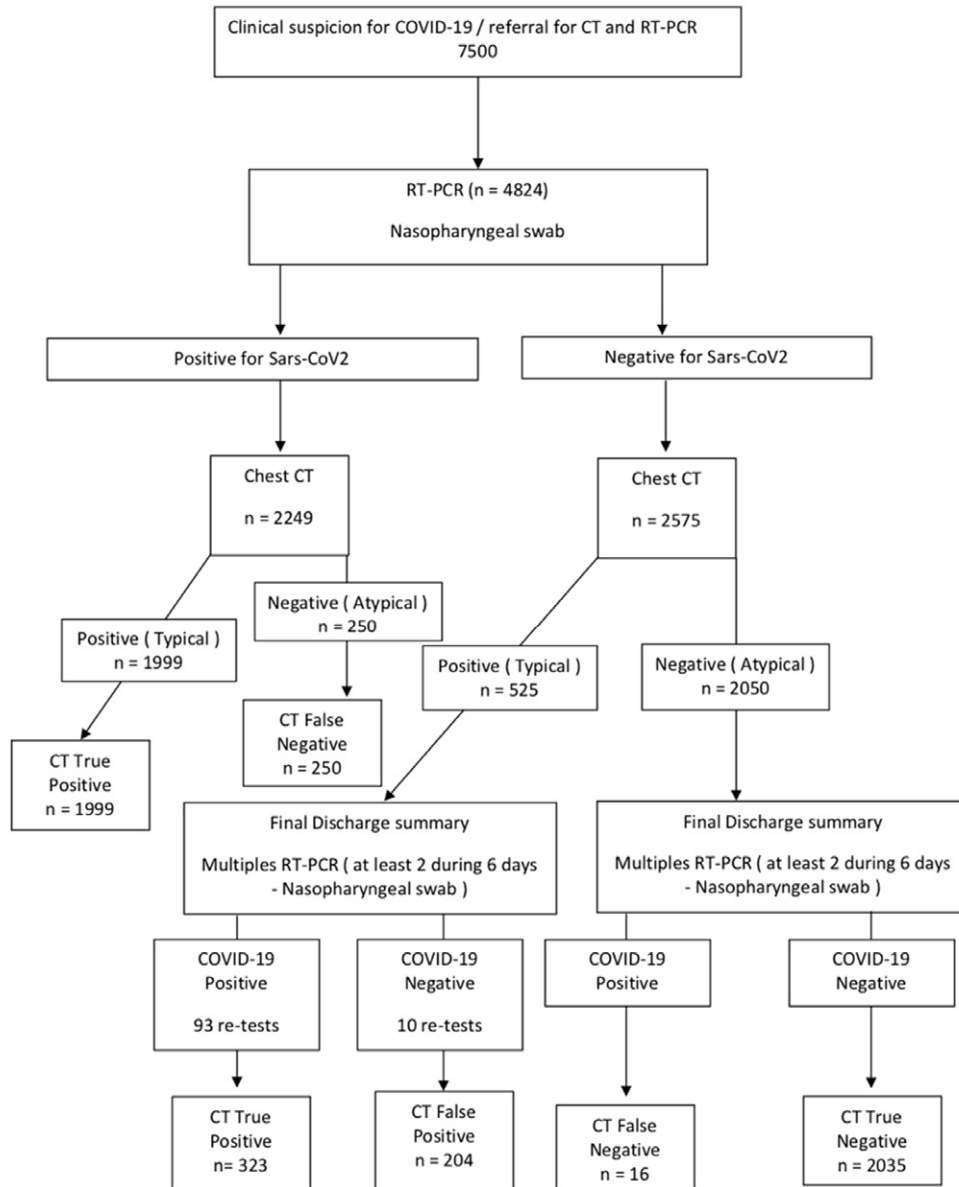 Clinical suspicion for COVID-19 / referral for CT and RT-PCR
7500
RT-PCR (n = 4824)
Nasopharyngeal swab
Positive for Sars-CoV2
Negative for Sars-CoV2
Chest CT
n = 2249
Chest CT
n = 2575
Positive ( Typical )
n = 1999
Negative ( Atypical )
n = 250
Positive ( Typical )
n = 525
Negative ( Atypical )
n = 2050
CT True
Positive
n = 1999
CT False
Negative
n = 250
Final Discharge summary
Multiples RT-PCR ( at least 2 during 6 days
- Nasopharyngeal swab )
Final Discharge summary
Multiples RT-PCR ( at least 2 during 6 days
- Nasopharyngeal swab )
COVID-19
Positive
93 re-tests
COVID-19
Negative
10 re-tests
COVID-19
Positive
COVID-19
Negative
CT True
Positive
n= 323
CT False
Positive
n = 204
CT False
Negative
n = 16
CT True
Negative
n = 2035